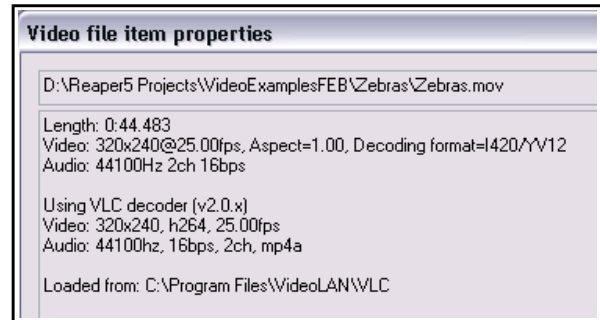 Video file item properties
D:\Reaper5 Projects\VideoExamplesFEB\Zebras\Zebras.mov
Length: 0:44.483
Video: 320x240@25.00fps, Aspect=1.00, Decoding format=I420/YV12
Audio: 44100Hz 2ch 16bps
Using VLC decoder (v2.0.x)
Video: 320x240, h264, 25.00fps
Audio: 44100hz, 16bps, 2ch, mp4a
Loaded from: C:\Program Files\VideoLAN\VLC